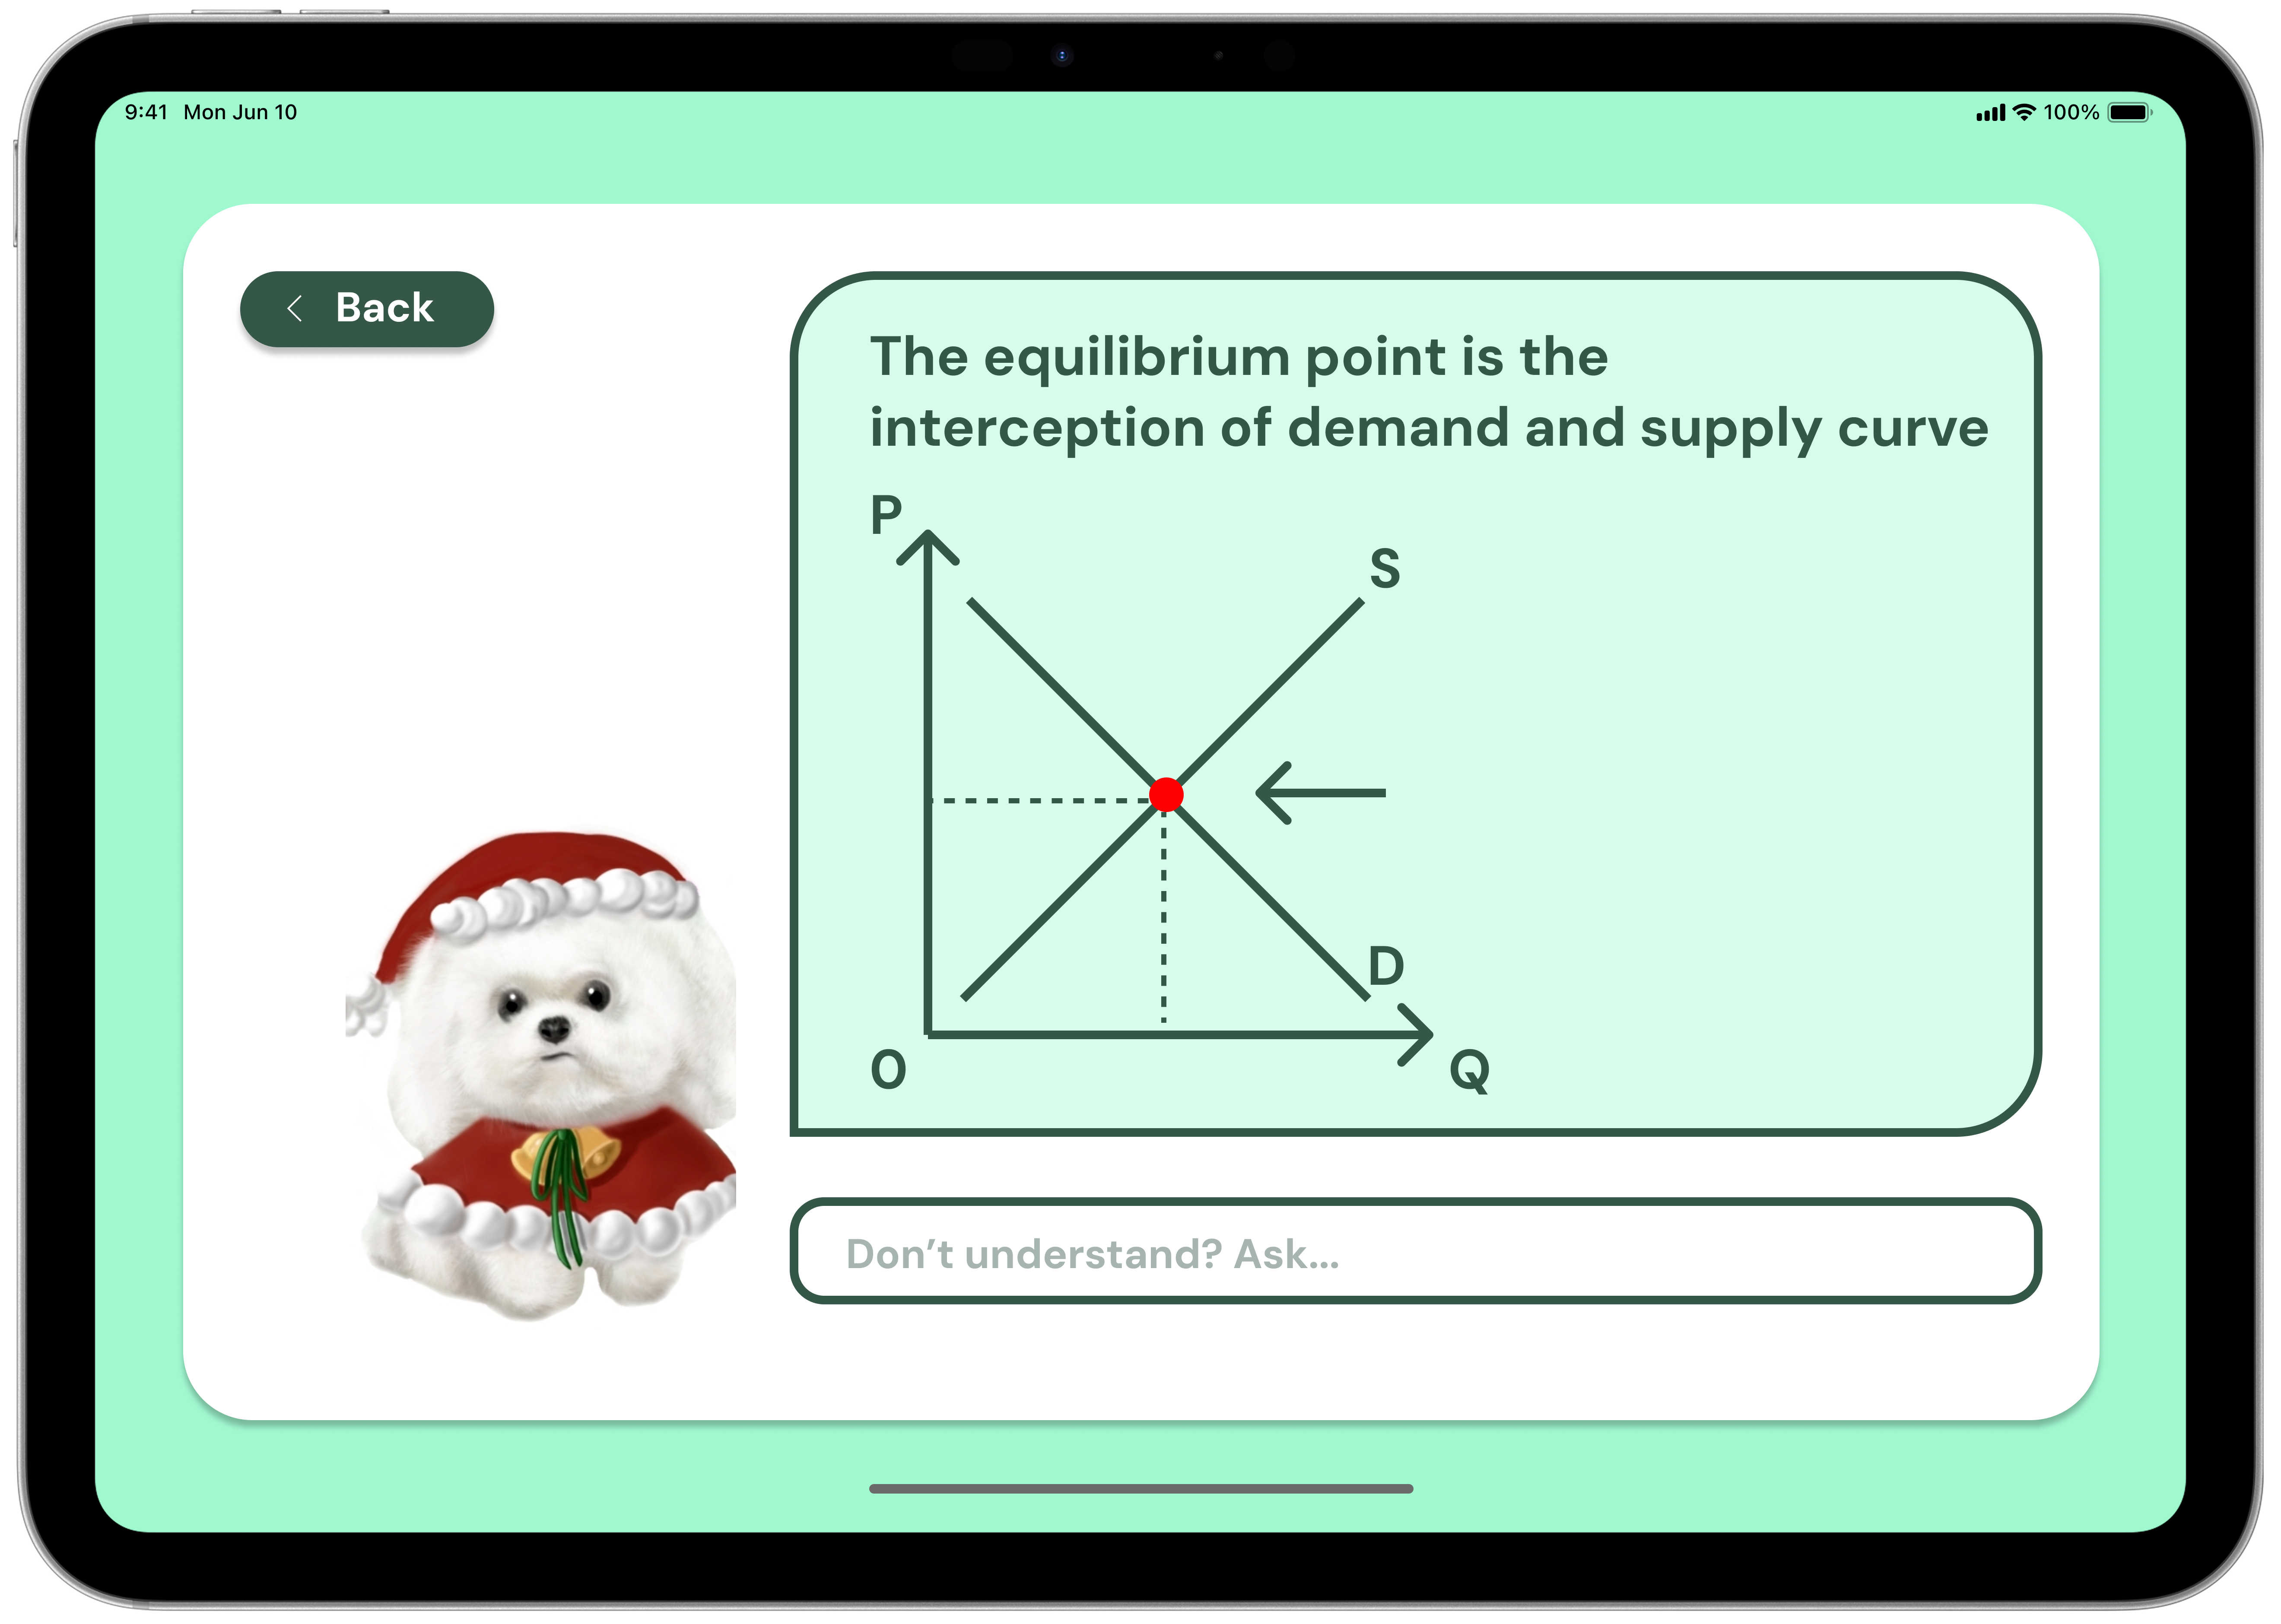 9:41 Mon Jun 10
100%
Back
The equilibrium point is the
interception of demand and supply curve
P
S
D
O
Q
Don’t understand? Ask...